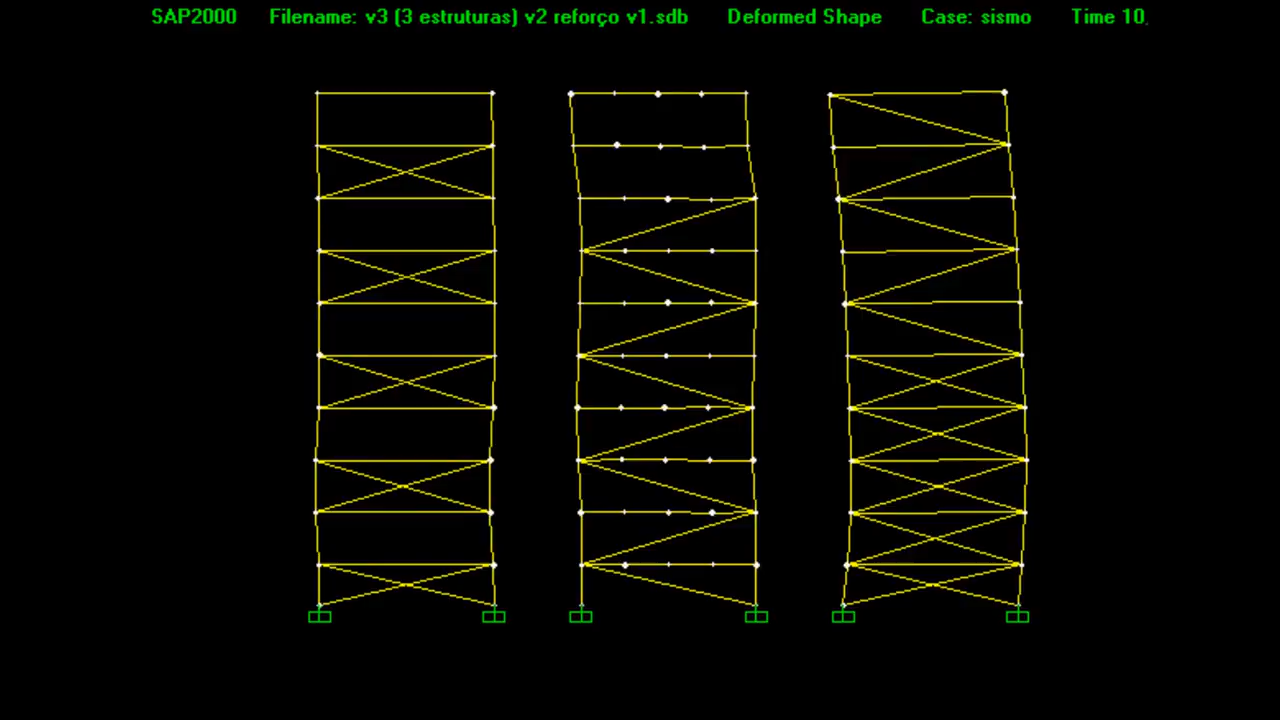 SAP2000 Filename: v3 (3 estruturas) v2 reforço v1.sdb Deformed Shape Case: sismo Time 10.